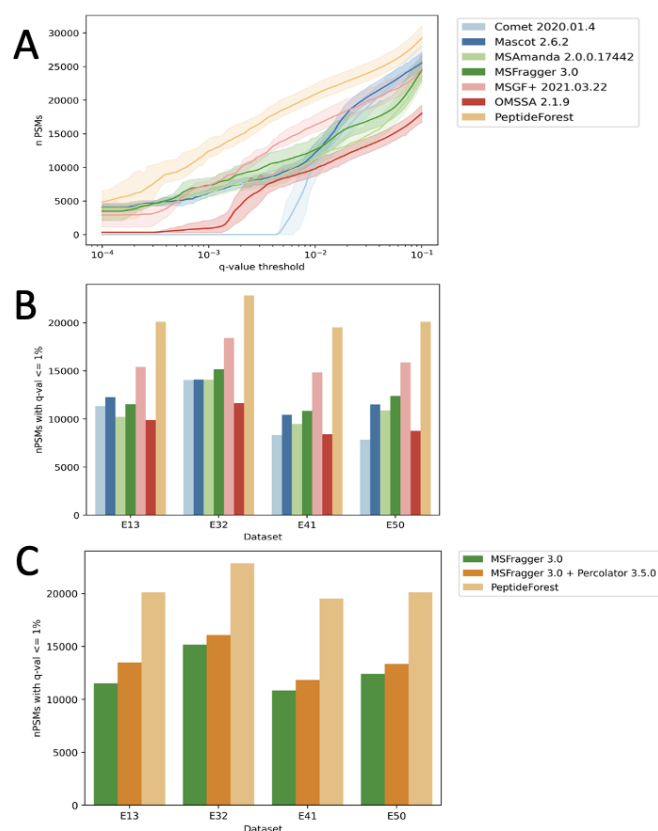 A
n PSMs
30000
25000
20000
15000
10000
5000
0
10⁻⁴
10⁻³
10⁻²
10⁻¹
q-value threshold
Comet 2020.01.4
Mascot 2.6.2
MSAmanda 2.0.0.17442
MSFragger 3.0
MSGF+ 2021.03.22
OMSSA 2.1.9
PeptideForest
B
nPSMs with q-val <= 1%
20000
15000
10000
5000
0
E13
E32
E41
E50
Dataset
C
nPSMs with q-val <= 1%
20000
15000
10000
5000
0
E13
E32
E41
E50
Dataset
MSFragger 3.0
MSFragger 3.0 + Percolator 3.5.0
PeptideForest